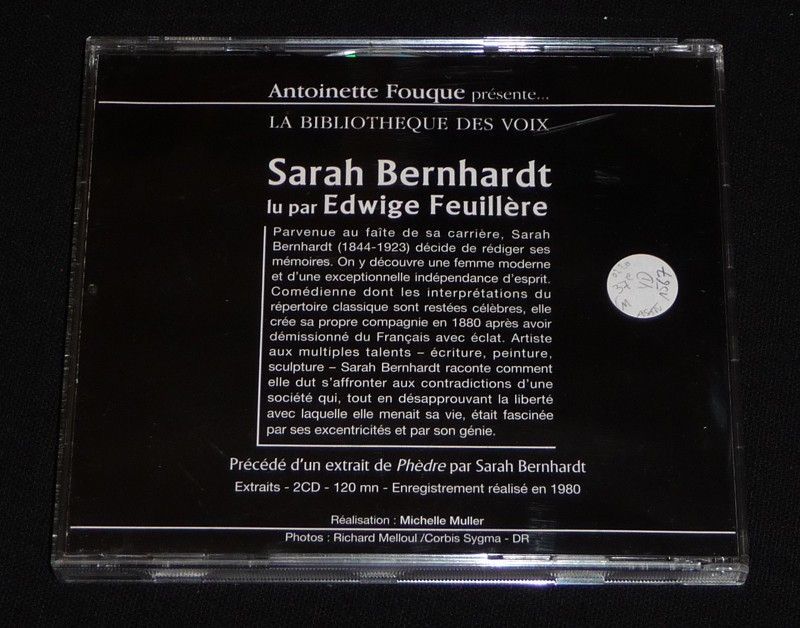 Antoinette Fouque présente...
LA BIBLIOTHEQUE DES VOIX
Sarah Bernhardt
lu par Edwige Feuillère
Parvenue au faîte de sa carrière, Sarah
Bernhardt (1844-1923) décide de rédiger ses
mémoires. On y découvre une femme moderne
et d'une exceptionnelle indépendance d'esprit.
Comédienne dont les interprétations du
répertoire classique sont restées célèbres, elle
crée sa propre compagnie en 1880 après avoir
démissionné du Français avec éclat. Artiste
aux multiples talents – écriture, peinture,
sculpture – Sarah Bernhardt raconte comment
elle dut s'affronter aux contradictions d'une
société qui, tout en désapprouvant la liberté
avec laquelle elle menait sa vie, était fascinée
par ses excentricités et par son génie.
Précédé d'un extrait de Phèdre par Sarah Bernhardt
Extraits - 2CD - 120 mn - Enregistrement réalisé en 1980
Réalisation : Michelle Muller
Photos : Richard Melloul /Corbis Sygma - DR